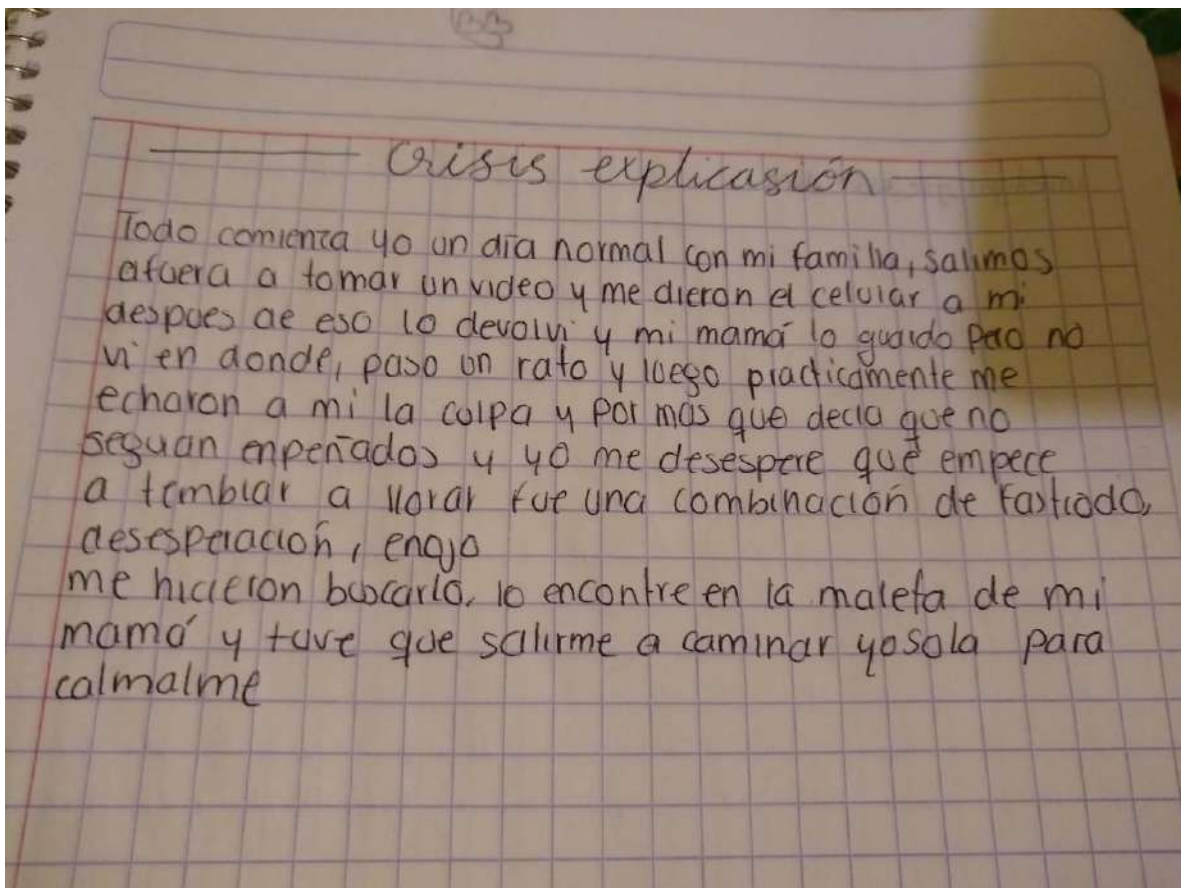 Crisis explicasión
Todo comienza yo un día normal con mi familia, salimos
afuera a tomar un video y me dieron el celular a mi
despues de eso lo devolvi y mi mamá lo guardo pero no
vi en donde, paso un rato y luego practicamente me
echaron a mi la culpa y por mas que decia que no
seguan enpeñados y yo me desespere que empece
a temblar a llorar fue una combinación de fastiodo,
desesperación, enojo
me hicieron buscarlo, lo encontre en la maleta de mi
mamá y tuve que salirme a caminar yo sola para
calmalme